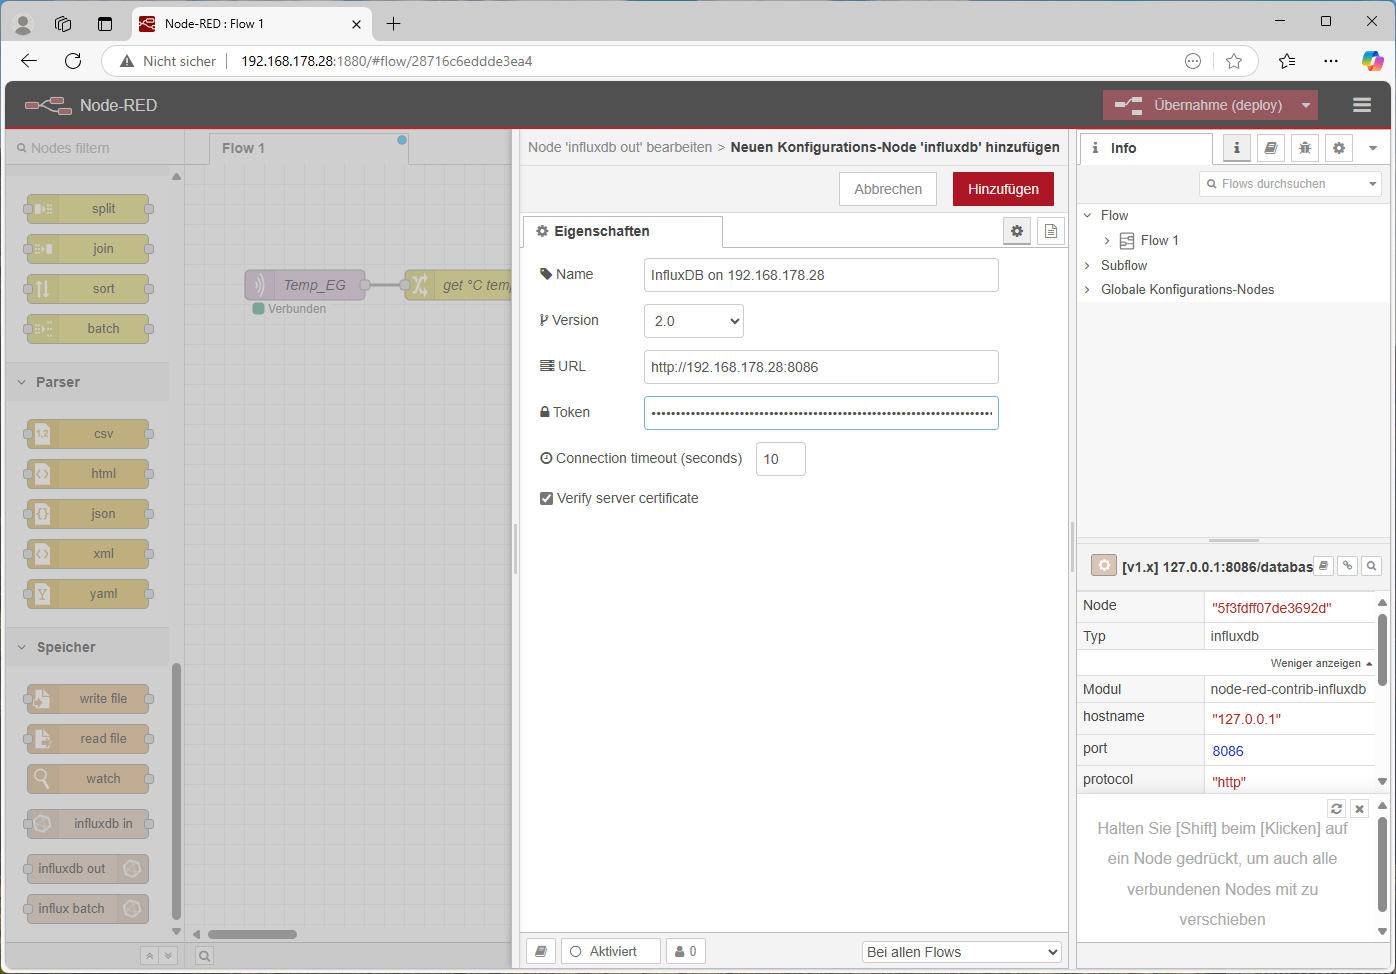 Node-RED : Flow 1
Nicht sicher
192.168.178.28:1880/#flow/28716c6eddde3ea4
Node-RED
Übernahme (deploy)
Nodes filtern
split
join
sort
batch
Parser
csv
html
json
xml
yaml
Speicher
write file
read file
watch
influxdb in
influxdb out
influx batch
Flow 1
Temp_EG
Verbunden
get °C tem
Node 'influxdb out' bearbeiten > Neuen Konfigurations-Node 'influxdb' hinzufügen
Abbrechen
Hinzufügen
Eigenschaften
Name
InfluxDB on 192.168.178.28
Version
2.0
URL
http://192.168.178.28:8086
Token
Connection timeout (seconds)
10
Verify server certificate
Aktiviert
0
Bei allen Flows
Info
Flows durchsuchen
Flow
Flow 1
Subflow
Globale Konfigurations-Nodes
[v1.x] 127.0.0.1:8086/databas
Node
"5f3fdff07de3692d"
Typ
influxdb
Weniger anzeigen
Modul
node-red-contrib-influxdb
hostname
"127.0.0.1"
port
8086
protocol
"http"
Halten Sie [Shift] beim [Klicken] auf
ein Node gedrückt, um auch alle
verbundenen Nodes mit zu
verschieben